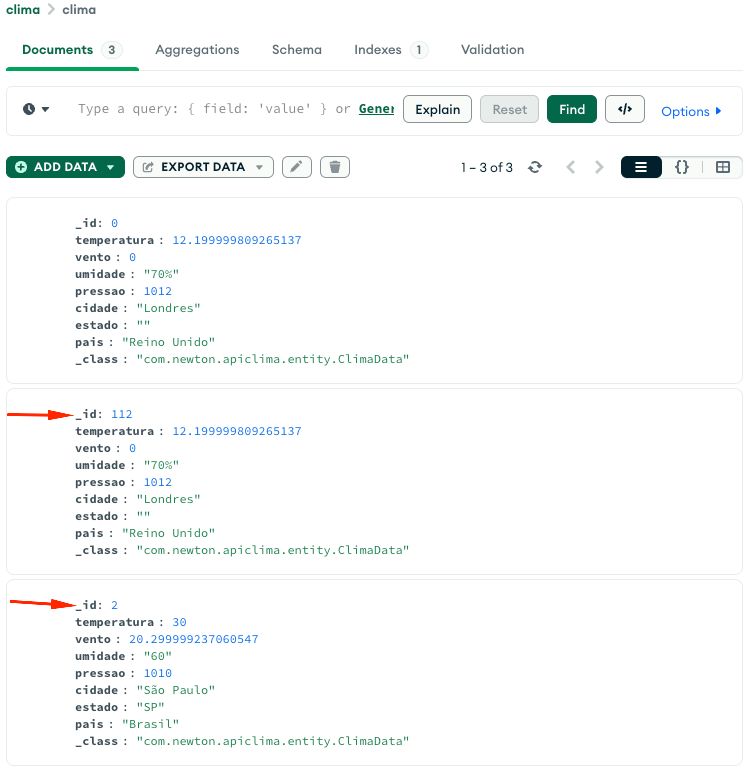 clima > clima
Documents 3 Aggregations Schema Indexes 1 Validation
Type a query: { field: 'value' } or Gener Explain Reset Find </> Options
ADD DATA EXPORT DATA 1 – 3 of 3 {}
_id: 0
temperatura : 12.199999809265137
vento : 0
umidade : "70%"
pressao : 1012
cidade : "Londres"
estado : ""
pais : "Reino Unido"
_class : "com.newton.apiclima.entity.ClimaData"
_id: 112
temperatura : 12.199999809265137
vento : 0
umidade : "70%"
pressao : 1012
cidade : "Londres"
estado : ""
pais : "Reino Unido"
_class : "com.newton.apiclima.entity.ClimaData"
_id: 2
temperatura : 30
vento : 20.299999237060547
umidade : "60"
pressao : 1010
cidade : "São Paulo"
estado : "SP"
pais : "Brasil"
_class : "com.newton.apiclima.entity.ClimaData"